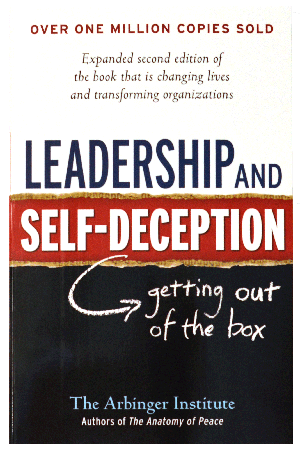 OVER ONE MILLION COPIES SOLD
Expanded second edition of
the book that is changing lives
and transforming organizations
LEADERSHIP AND
SELF-DECEPTION
getting out
of the box
The Arbinger Institute
Authors of The Anatomy of Peace